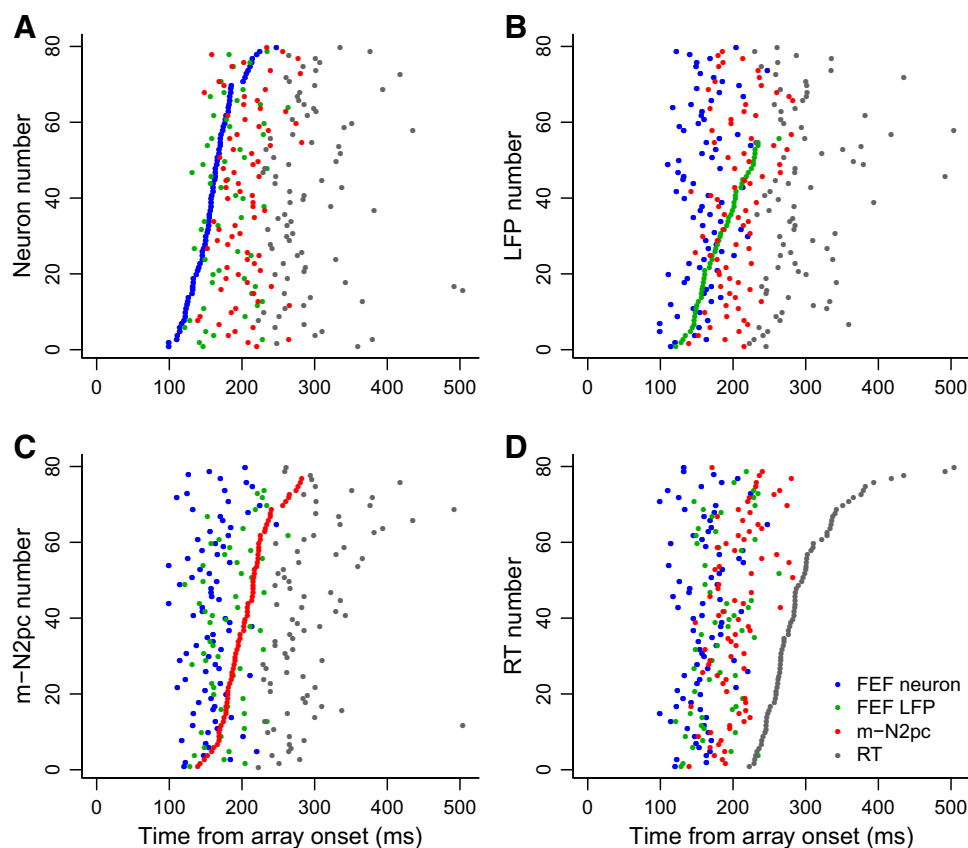 A
Neuron number
0 20 40 60 80
0 100 200 300 400 500
B
LFP number
0 20 40 60 80
0 100 200 300 400 500
C
m−N2pc number
0 20 40 60 80
0 100 200 300 400 500
Time from array onset (ms)
D
RT number
0 20 40 60 80
FEF neuron
FEF LFP
m−N2pc
RT
0 100 200 300 400 500
Time from array onset (ms)